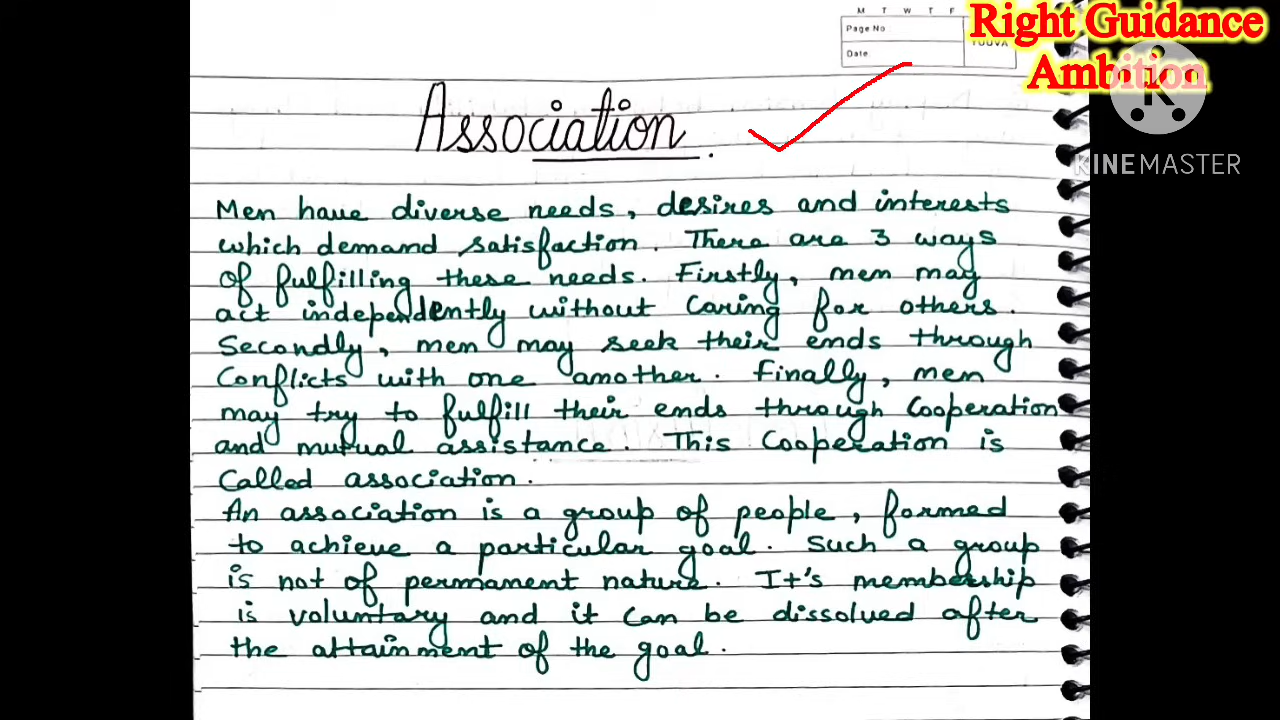 M T W T F
Page No
Date
YOUVA
Right Guidance
Ambition
K
KINEMASTER
Association.
Men have diverse needs, desires and interests
which demand satisfaction. There are 3 ways
of fulfilling these needs. Firstly, men may
act independently without caring for others.
Secondly, men may seek their ends through
conflicts with one another. Finally, men
may try to fulfill their ends through cooperation
and mutual assistance. This cooperation is
called association.
An association is a group of people, formed
to achieve a particular goal. Such a group
is not of permanent nature. It's membership
is voluntary and it can be dissolved after
the attainment of the goal.